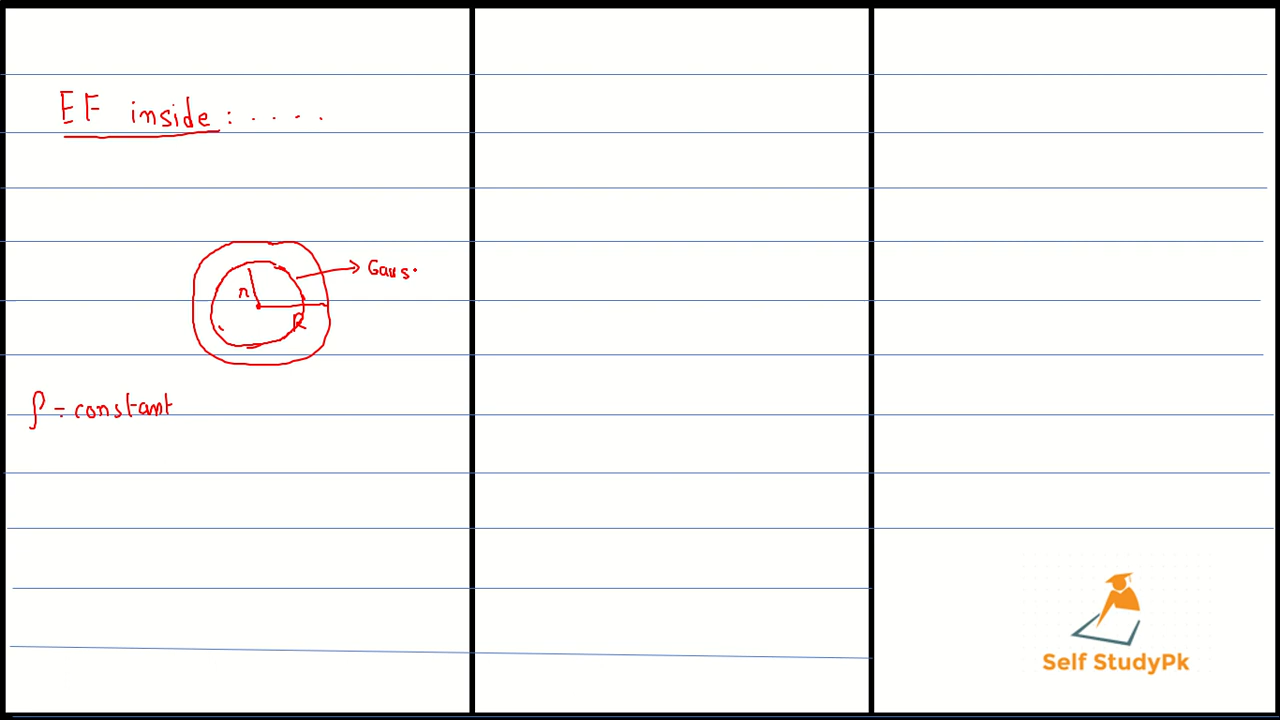 EF inside : . . . .
Gaus.
r
R
ρ = constant
Self StudyPk